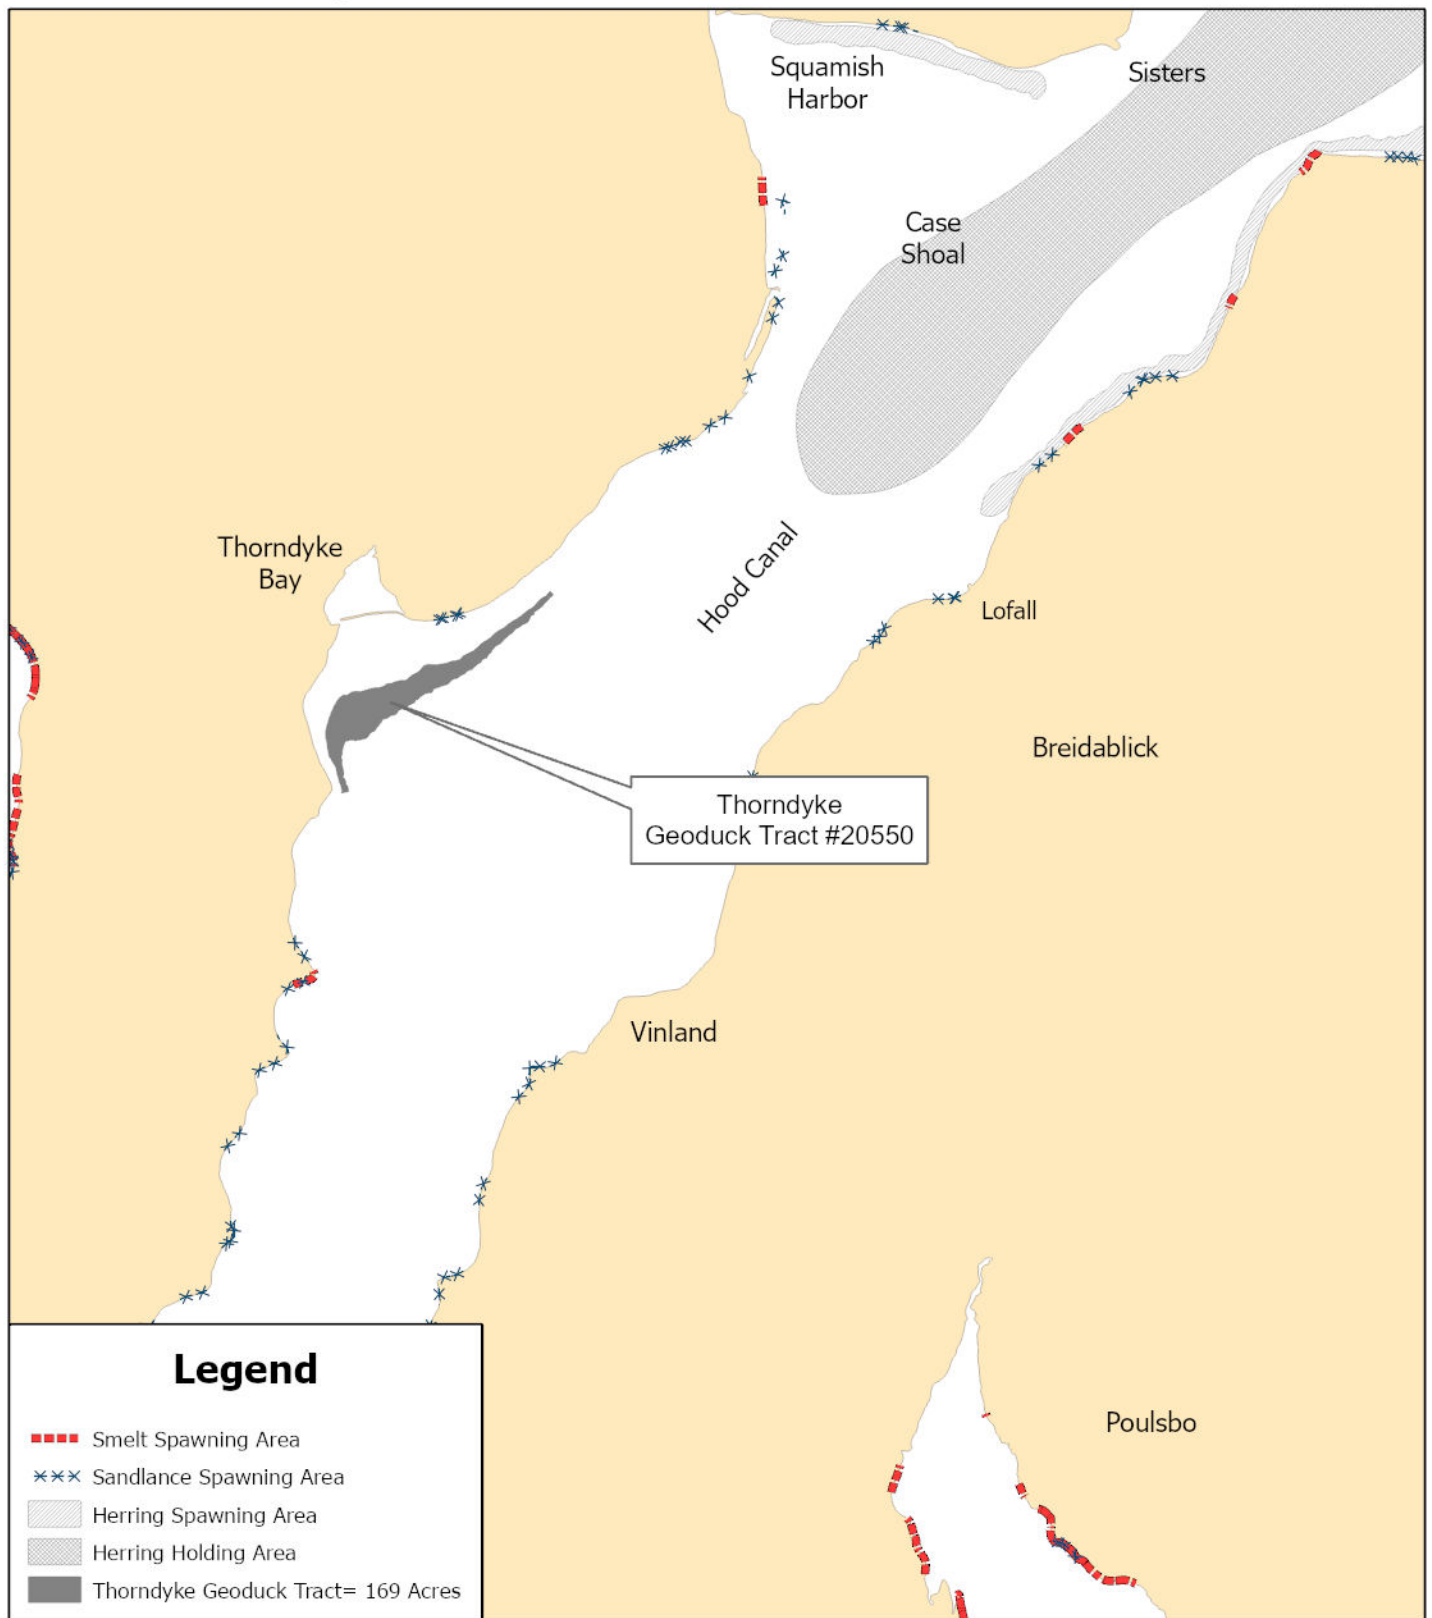 Squamish
Harbor
Sisters
Case
Shoal
Thorndyke
Bay
Hood Canal
Lofall
Breidablick
Thorndyke
Geoduck Tract #20550
Vinland
Poulsbo
Legend
Smelt Spawning Area
Sandlance Spawning Area
Herring Spawning Area
Herring Holding Area
Thorndyke Geoduck Tract= 169 Acres